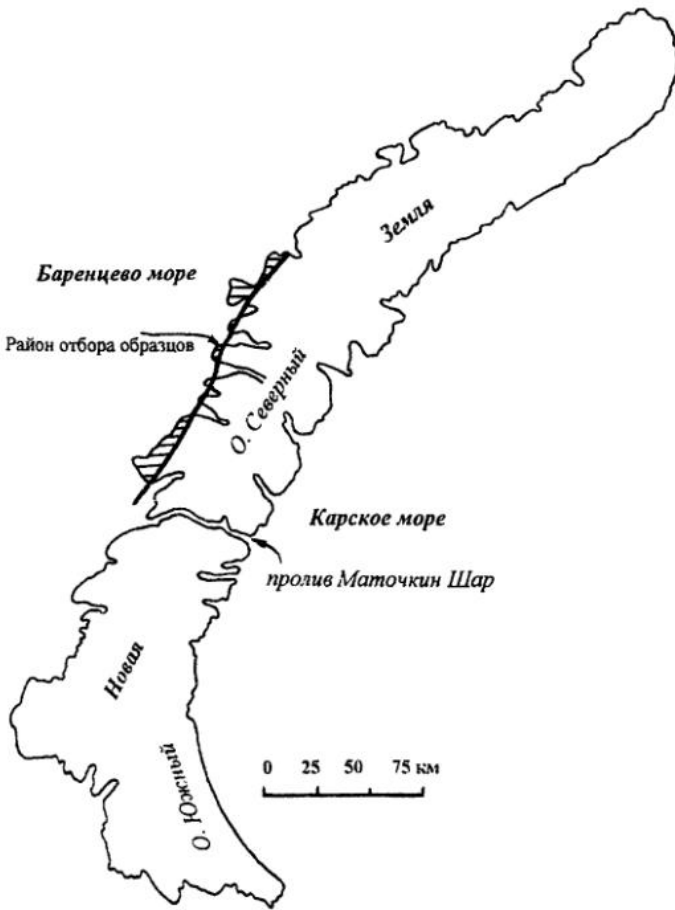 Земля
Баренцево море
Район отбора образцов
О. Северный
Карское море
пролив Маточкин Шар
Новая
О. Южный
0 25 50 75 км